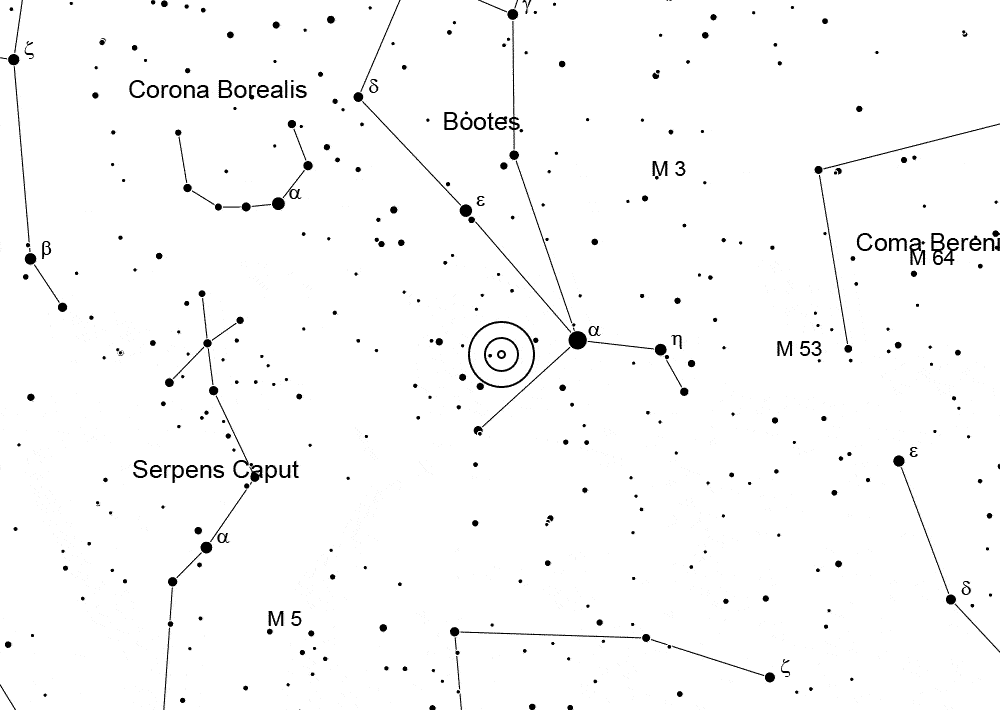 γ
ζ
δ
Corona Borealis
Bootes
M 3
α
ε
β
Coma Bereni
M 64
α
η
M 53
ε
Serpens Caput
α
δ
M 5
ζ